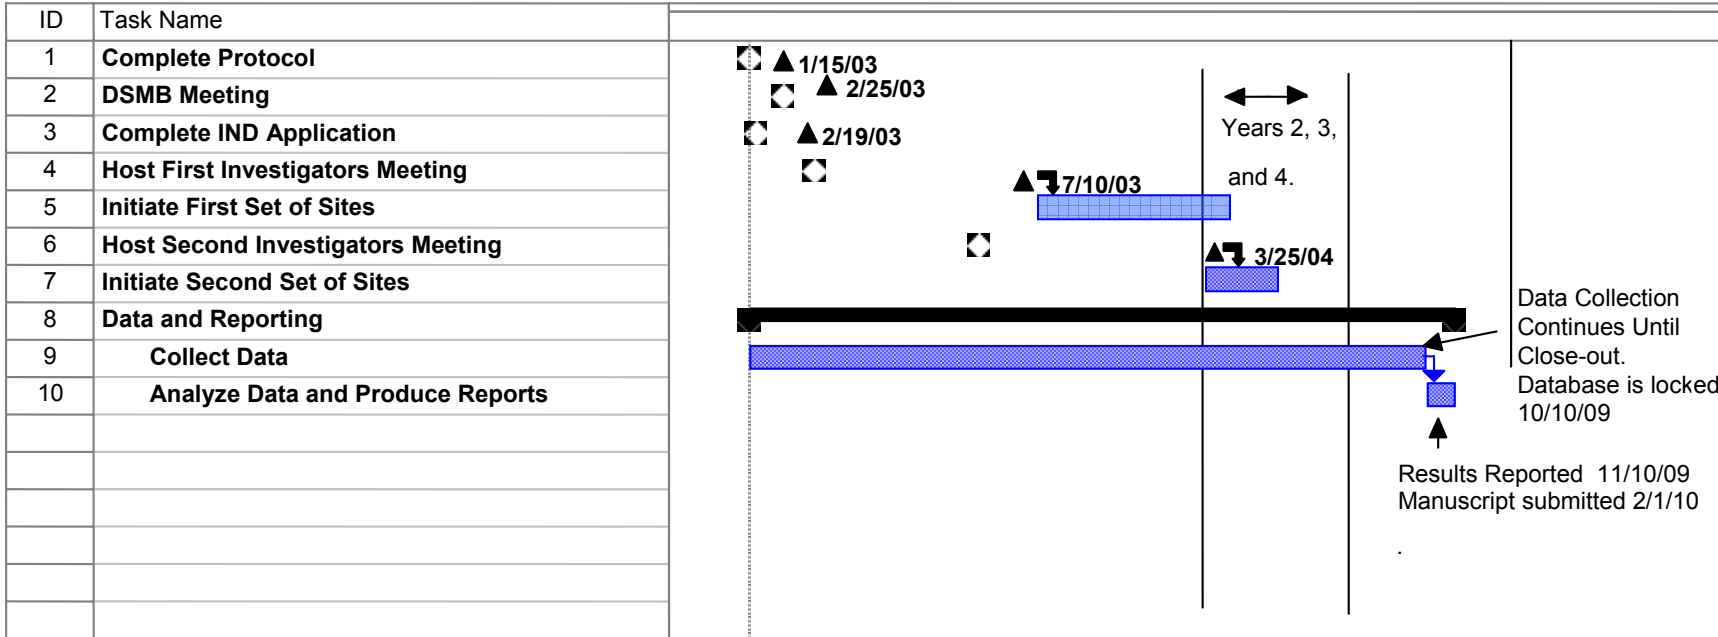 ID Task Name
1 Complete Protocol 1/15/03
2 DSMB Meeting 2/25/03
3 Complete IND Application 2/19/03
Years 2, 3,
4 Host First Investigators Meeting
and 4.
7/10/03
5 Initiate First Set of Sites
6 Host Second Investigators Meeting
3/25/04
7 Initiate Second Set of Sites
8 Data and Reporting
9 Collect Data
10 Analyze Data and Produce Reports
Data Collection
Continues Until
Close-out.
Database is locked
10/10/09
Results Reported 11/10/09
Manuscript submitted 2/1/10
.